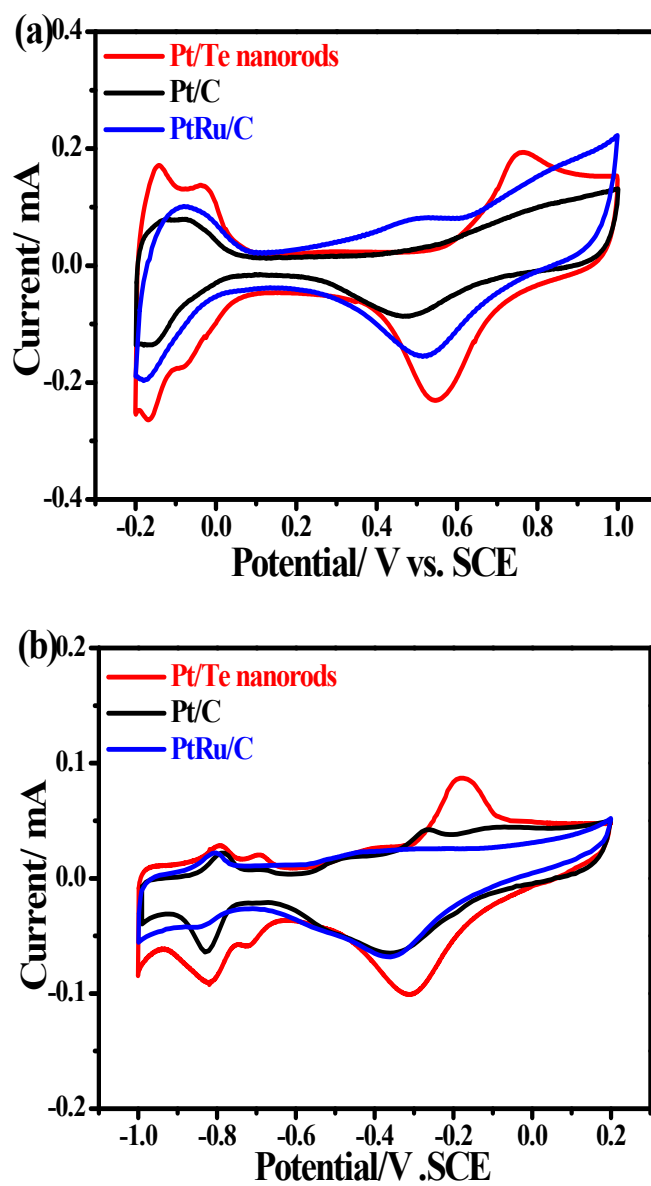 (a)
0.4
Pt/Te nanorods
Pt/C
PtRu/C
0.2
0.0
-0.2
-0.4
Current/ mA
-0.2 0.0 0.2 0.4 0.6 0.8 1.0
Potential/ V vs. SCE
(b)
0.2
Pt/Te nanorods
Pt/C
PtRu/C
0.1
0.0
-0.1
-0.2
Current/ mA
-1.0 -0.8 -0.6 -0.4 -0.2 0.0 0.2
Potential/V .SCE